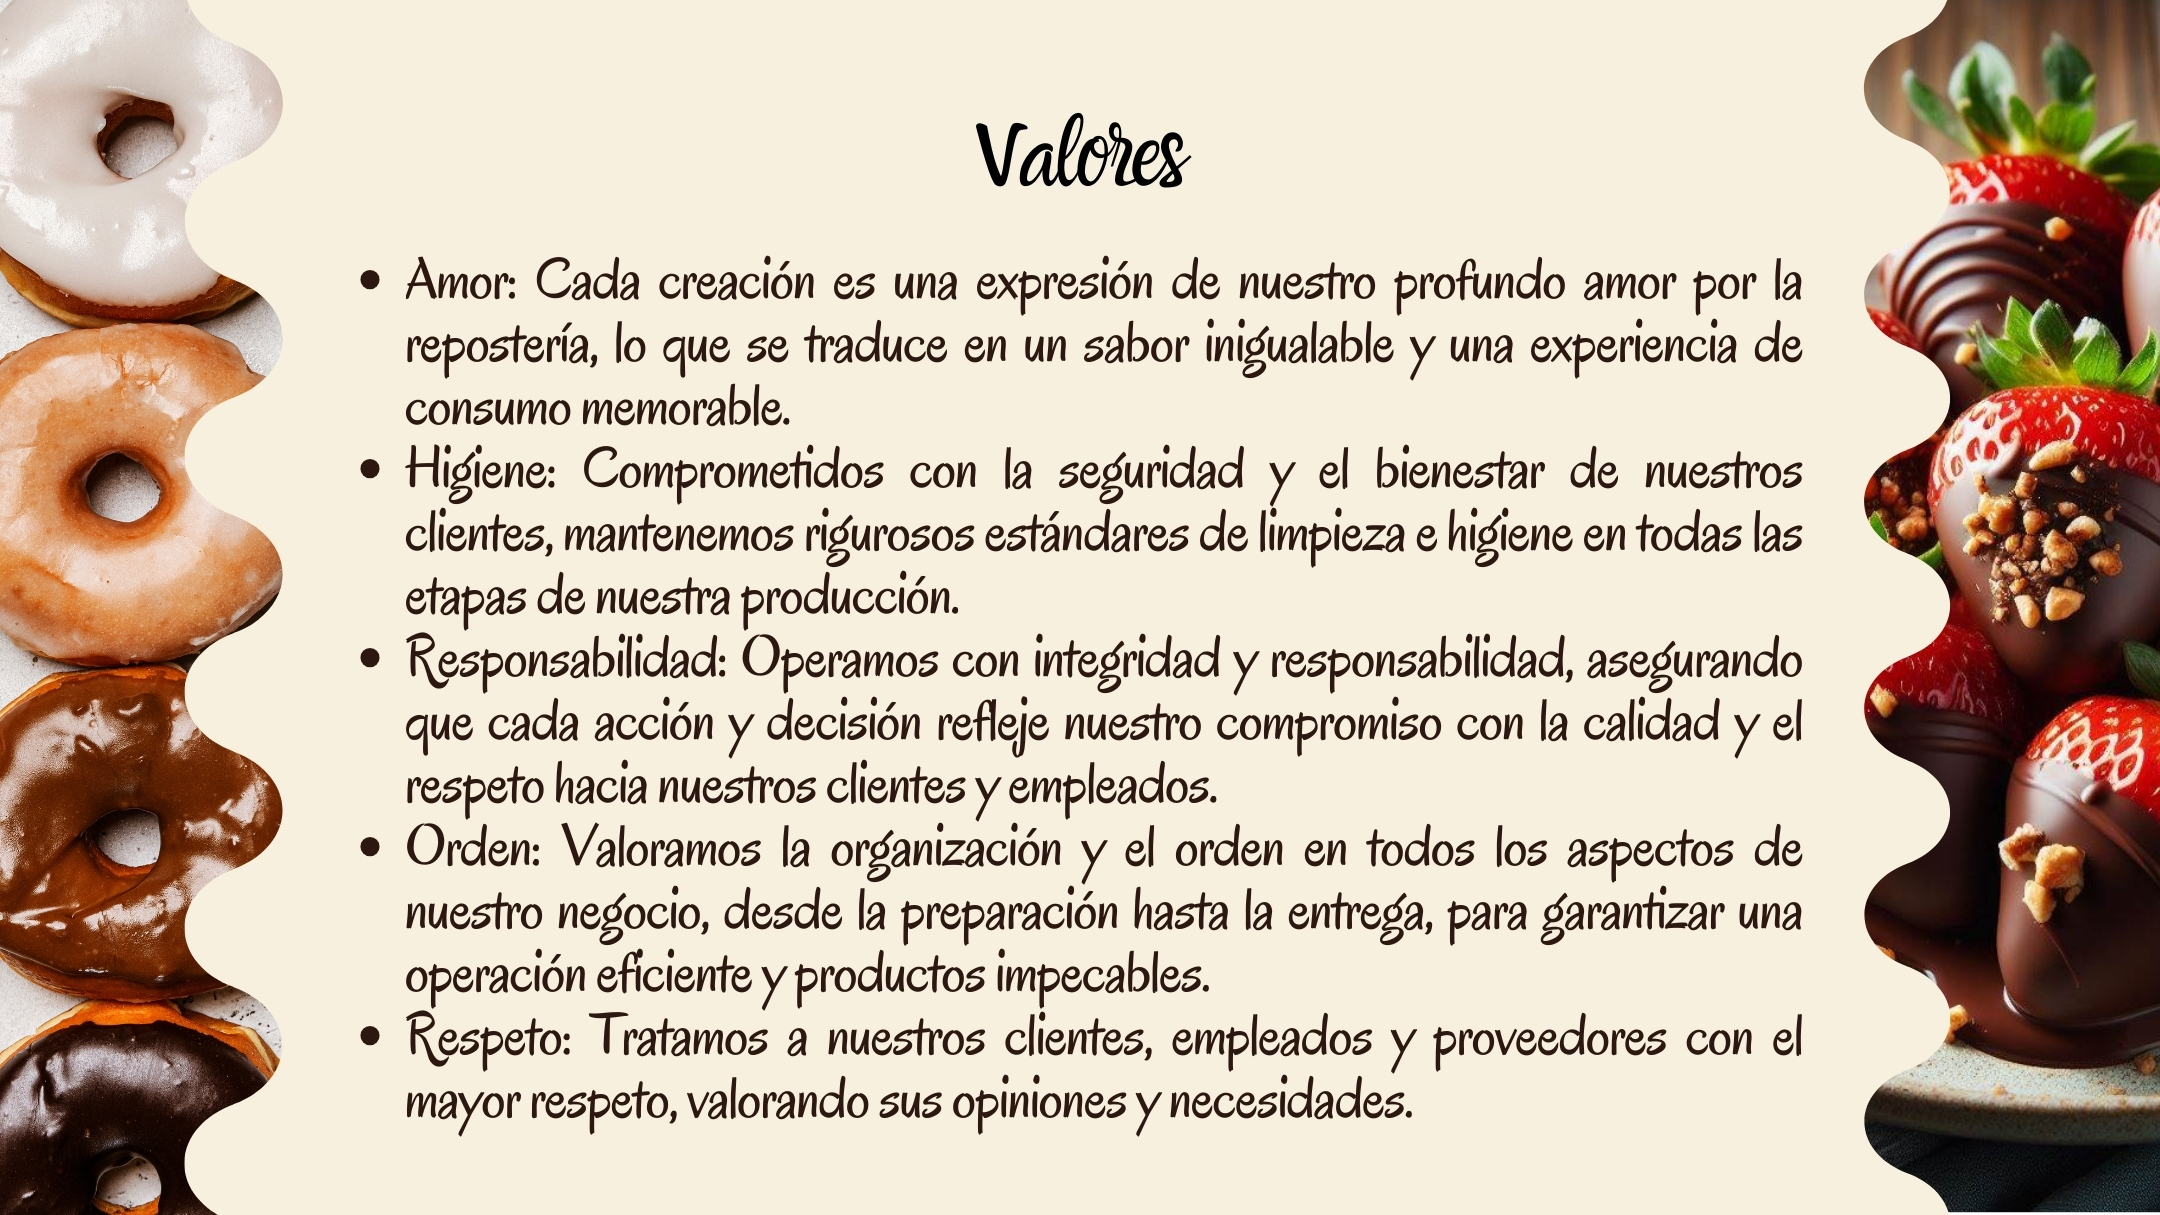 Valores
• Amor: Cada creación es una expresión de nuestro profundo amor por la
repostería, lo que se traduce en un sabor inigualable y una experiencia de
consumo memorable.
• Higiene: Comprometidos con la seguridad y el bienestar de nuestros
clientes, mantenemos rigurosos estándares de limpieza e higiene en todas las
etapas de nuestra producción.
• Responsabilidad: Operamos con integridad y responsabilidad, asegurando
que cada acción y decisión refleje nuestro compromiso con la calidad y el
respeto hacia nuestros clientes y empleados.
• Orden: Valoramos la organización y el orden en todos los aspectos de
nuestro negocio, desde la preparación hasta la entrega, para garantizar una
operación eficiente y productos impecables.
• Respeto: Tratamos a nuestros clientes, empleados y proveedores con el
mayor respeto, valorando sus opiniones y necesidades.